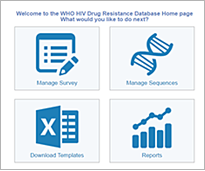 Welcome to the WHO HIV Drug Resistance Database Home page
What would you like to do next?
Manage Survey
Manage Sequences
X
Download Templates
Reports